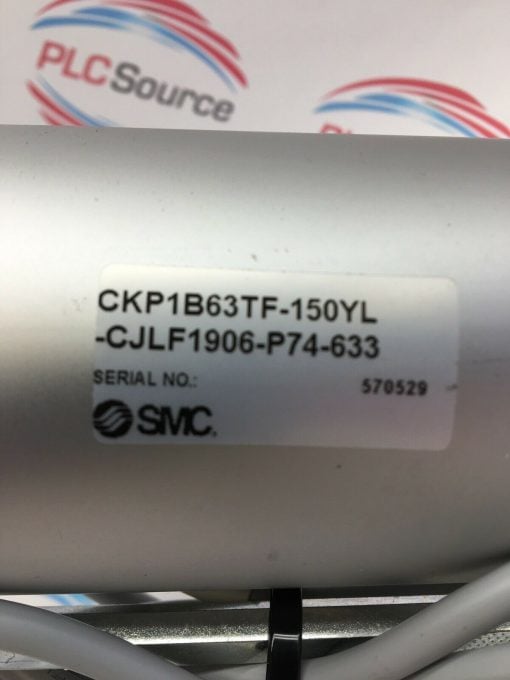 PLCSource
CKP1B63TF-150YL
-CJLF1906-P74-633
SERIAL NO.:
570529
SMC.